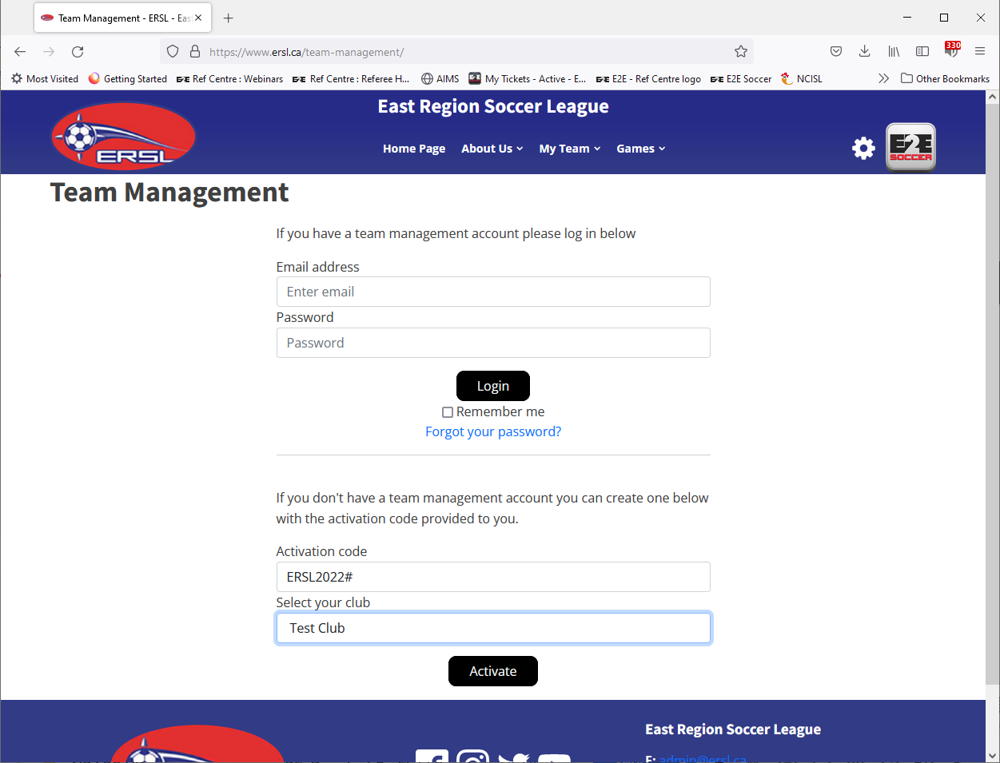 Team Management - ERSL - Eas
https://www.ersl.ca/team-management/
330
Most Visited
Getting Started
Ref Centre : Webinars
Ref Centre : Referee H...
AIMS
My Tickets - Active - E...
E2E - Ref Centre logo
E2E Soccer
NCISL
Other Bookmarks
ERSL
East Region Soccer League
Home Page About Us My Team Games
E2E
SOCCER
Team Management
If you have a team management account please log in below
Email address
Enter email
Password
Password
Login
Remember me
Forgot your password?
If you don't have a team management account you can create one below
with the activation code provided to you.
Activation code
ERSL2022#
Select your club
Test Club
Activate
East Region Soccer League
E: admin@ersl.ca